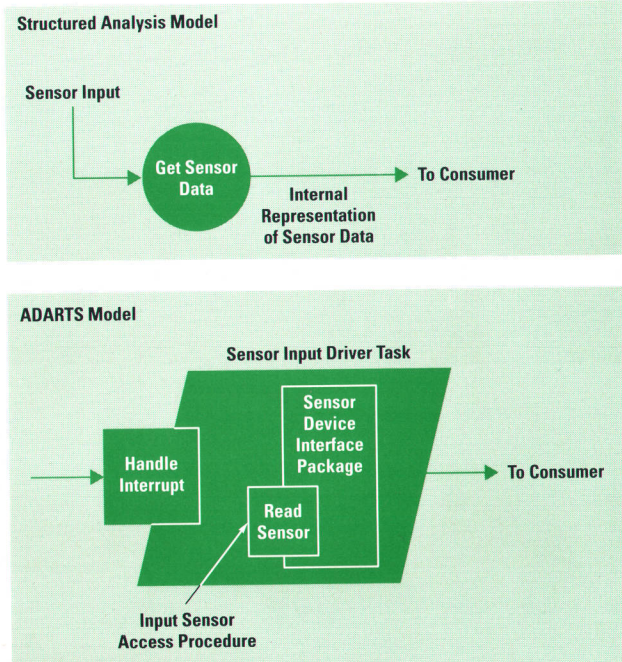 Structured Analysis Model
Sensor Input
Get Sensor
Data
To Consumer
Internal
Representation
of Sensor Data
ADARTS Model
Sensor Input Driver Task
Sensor
Device
Interface
Package
Handle
Interrupt
To Consumer
Read
Sensor
Input Sensor
Access Procedure